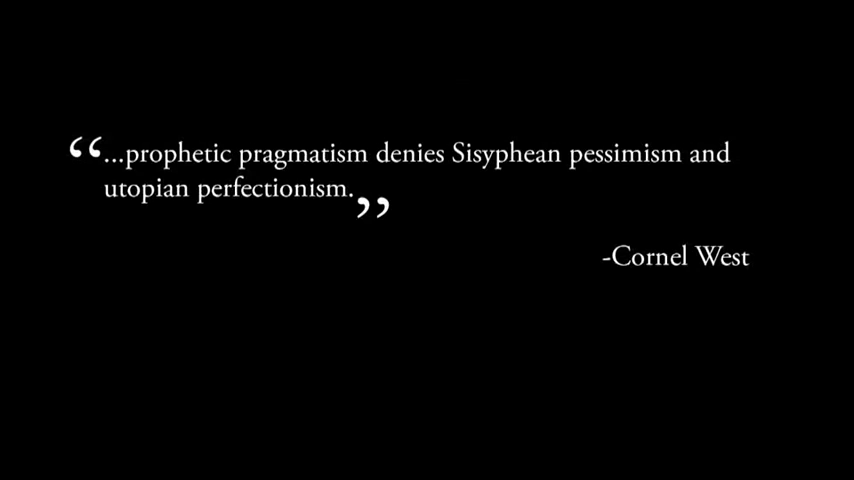 “...prophetic pragmatism denies Sisyphean pessimism and
utopian perfectionism.”
-Cornel West